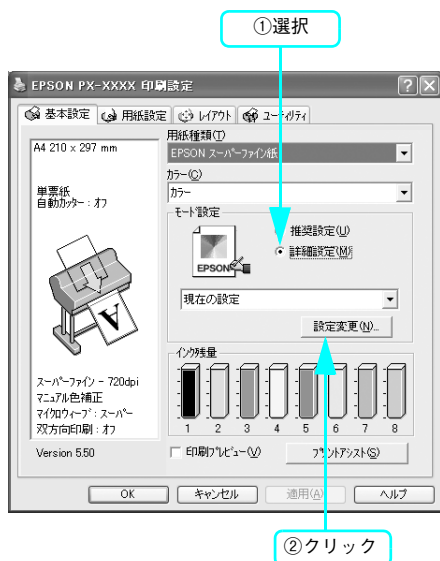 ①選択
EPSON PX-XXXX 印刷設定
基本設定 用紙設定 レイアウト ユーティリティ
A4 210 x 297 mm
単票紙
自動カッター : オフ
スーパーファイン - 720dpi
マニュアル色補正
マイクロウィーブ : スーパー
双方向印刷 : オフ
Version 5.50
用紙種類(T)
EPSON スーパーファイン紙
カラー(C)
カラー
モード設定
EPSON
推奨設定(U)
詳細設定(M)
現在の設定
設定変更(N)...
インク残量
1 2 3 4 5 6 7 8
印刷プレビュー(V)
プリントアシスト(S)
OK キャンセル 適用(A) ヘルプ
②クリック